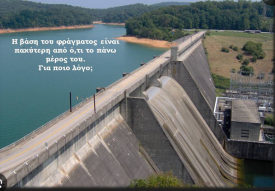 Η βάση του φράγματος είναι
παχύτερη από ό,τι το πάνω
μέρος του.
Για ποιο λόγο;